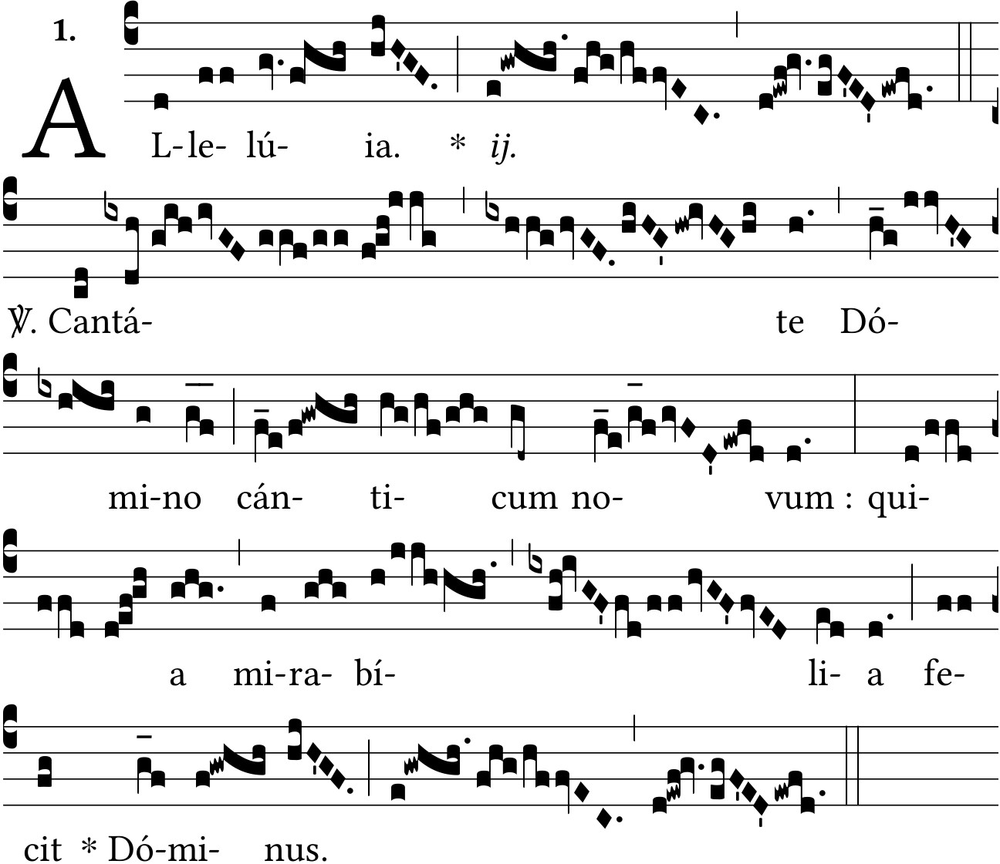 1.
AL-le-lú-ia. * ij.
℣. Cantá-te Dó-
mi-no cán-ti-cum no-vum : qui-
a mi-ra-bí-li-a fe-
cit * Dó-mi-nus.